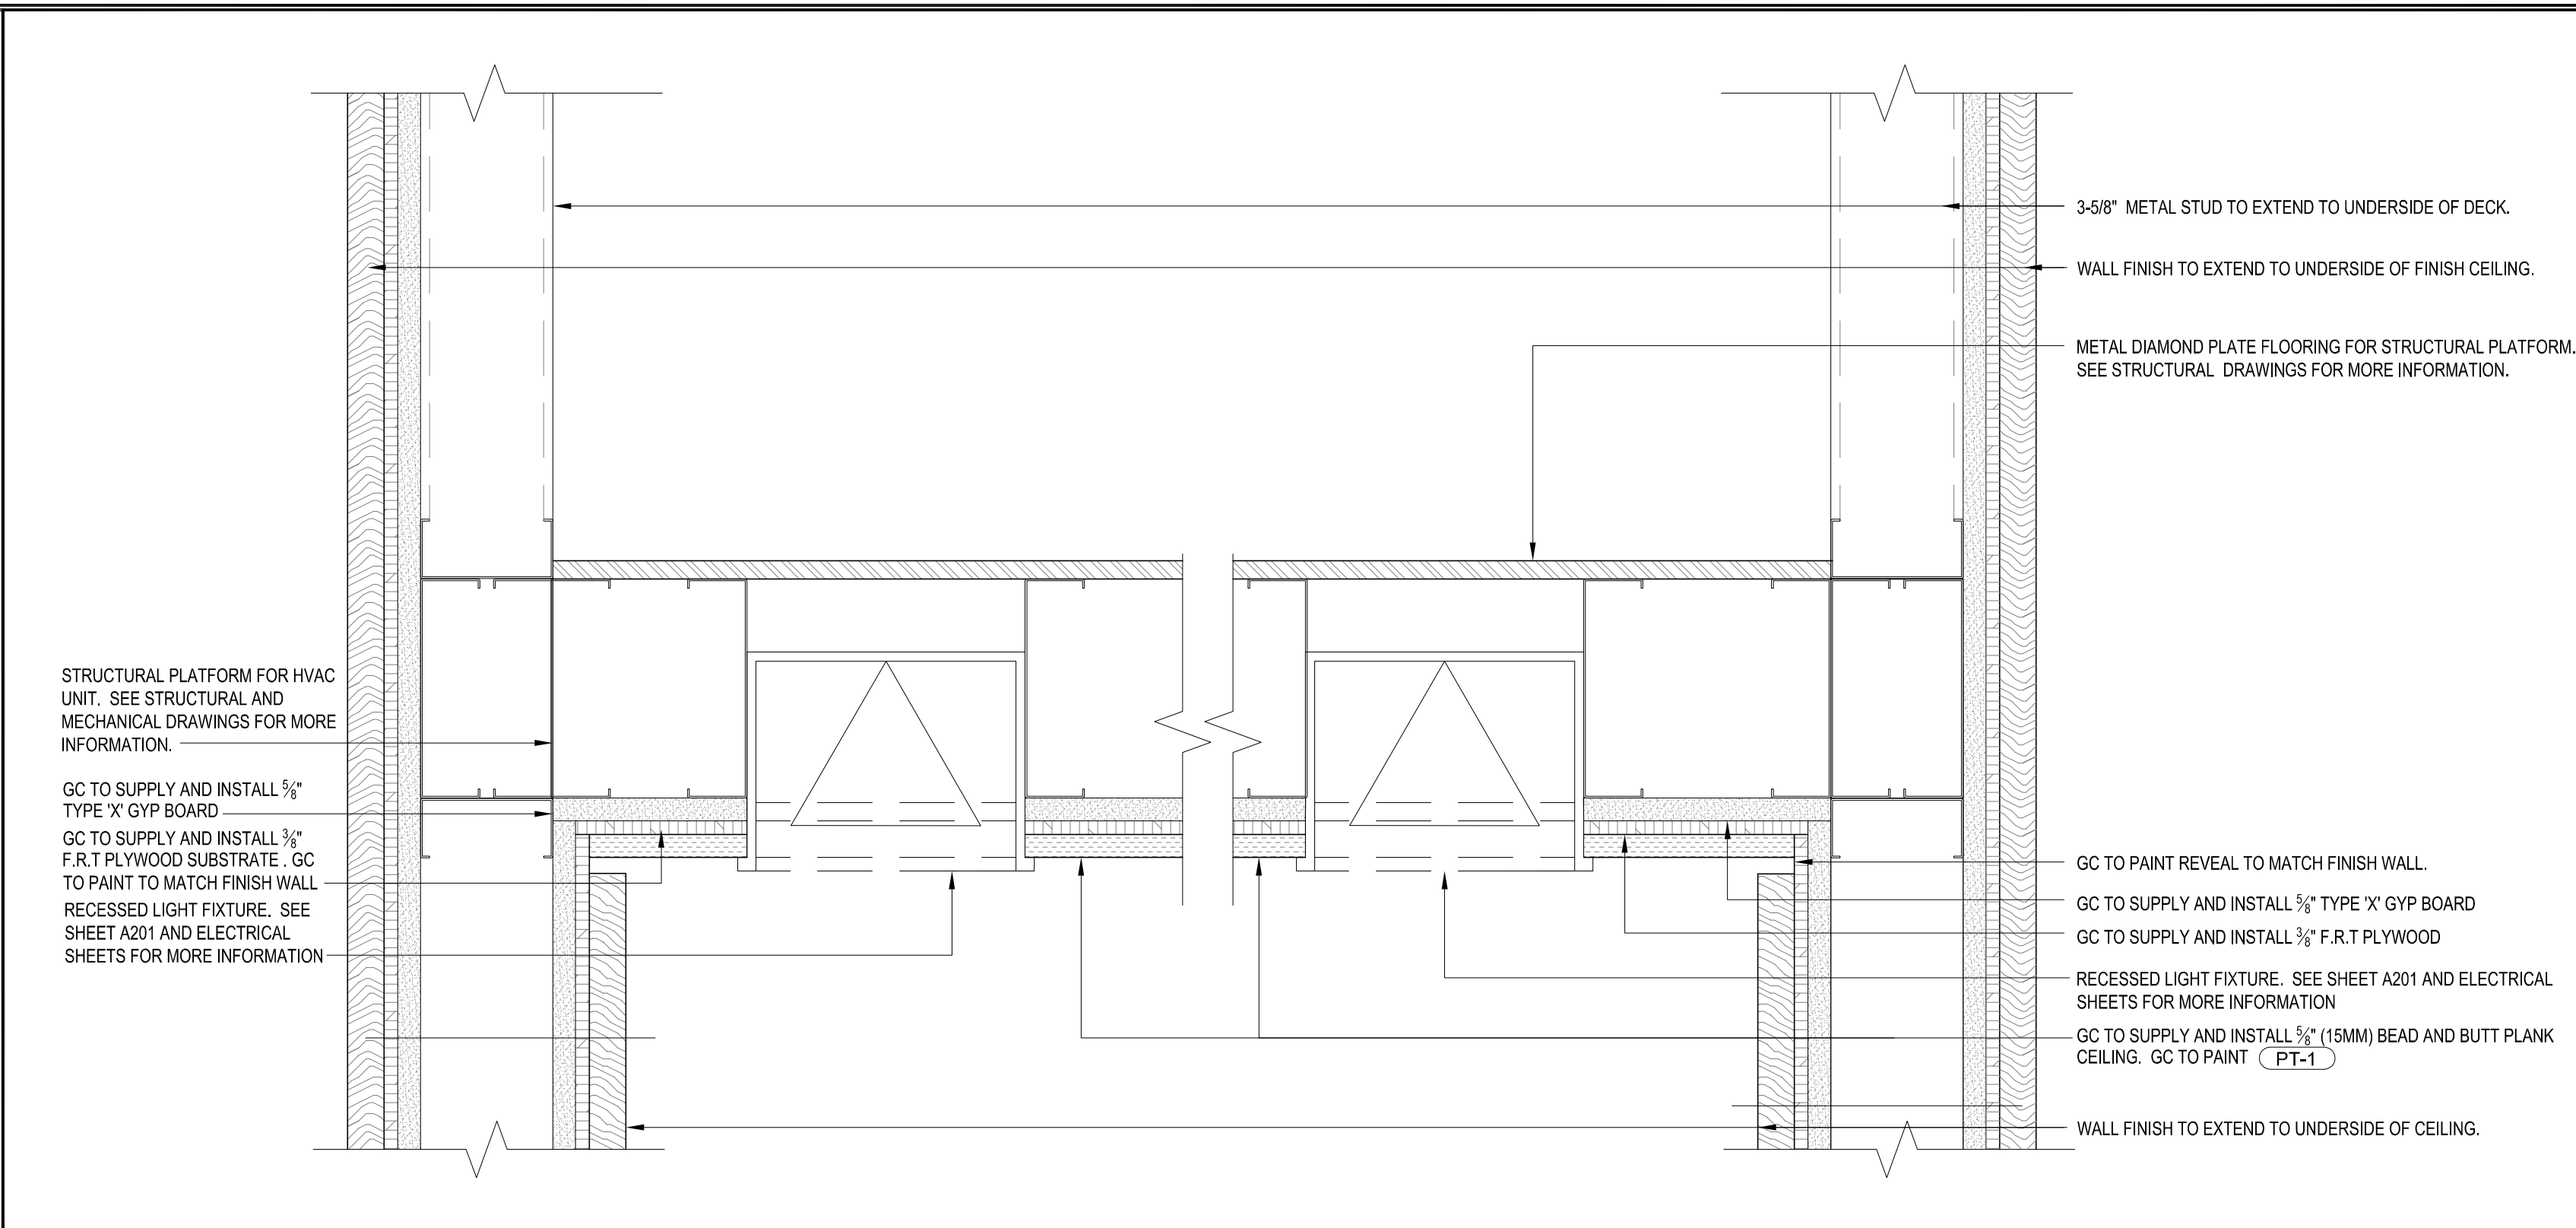 3-5/8" METAL STUD TO EXTEND TO UNDERSIDE OF DECK.
WALL FINISH TO EXTEND TO UNDERSIDE OF FINISH CEILING.
METAL DIAMOND PLATE FLOORING FOR STRUCTURAL PLATFORM.
SEE STRUCTURAL DRAWINGS FOR MORE INFORMATION.
STRUCTURAL PLATFORM FOR HVAC
UNIT. SEE STRUCTURAL AND
MECHANICAL DRAWINGS FOR MORE
INFORMATION.
GC TO SUPPLY AND INSTALL 5/8"
TYPE 'X' GYP BOARD
GC TO SUPPLY AND INSTALL 3/8"
F.R.T PLYWOOD SUBSTRATE . GC
TO PAINT TO MATCH FINISH WALL
RECESSED LIGHT FIXTURE. SEE
SHEET A201 AND ELECTRICAL
SHEETS FOR MORE INFORMATION
GC TO PAINT REVEAL TO MATCH FINISH WALL.
GC TO SUPPLY AND INSTALL 5/8" TYPE 'X' GYP BOARD
GC TO SUPPLY AND INSTALL 3/8" F.R.T PLYWOOD
RECESSED LIGHT FIXTURE. SEE SHEET A201 AND ELECTRICAL
SHEETS FOR MORE INFORMATION
GC TO SUPPLY AND INSTALL 5/8" (15MM) BEAD AND BUTT PLANK
CEILING. GC TO PAINT PT-1
WALL FINISH TO EXTEND TO UNDERSIDE OF CEILING.